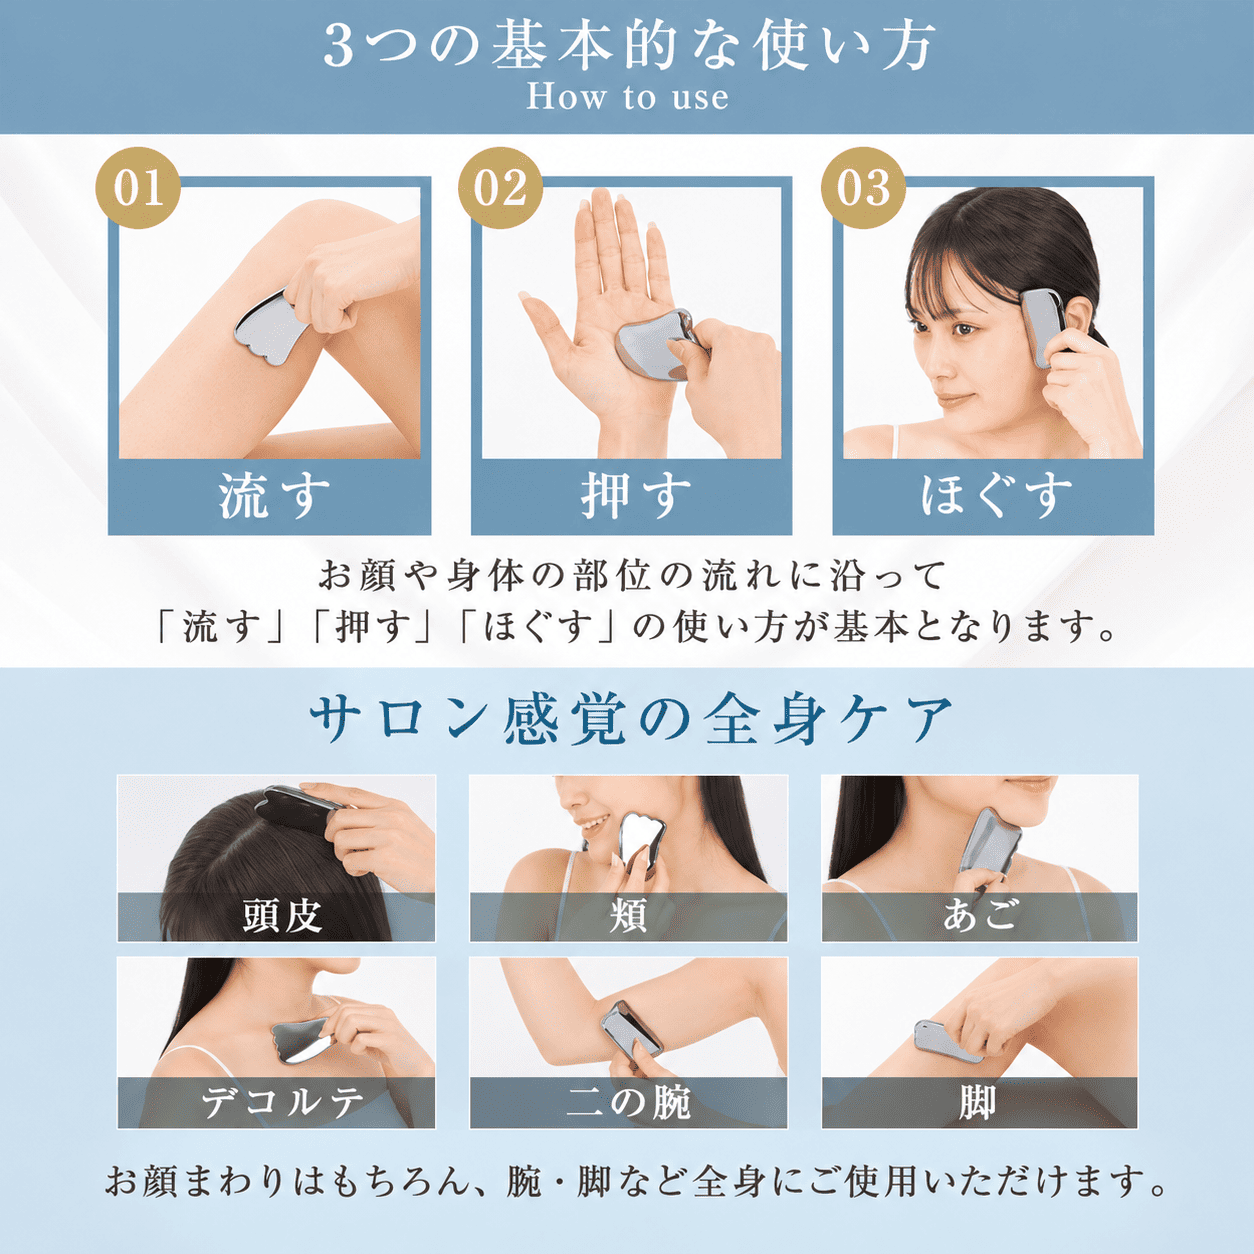 3つの基本的な使い方
How to use
01
02
03
流す
押す
ほぐす
お顔や身体の部位の流れに沿って
「流す」「押す」「ほぐす」の使い方が基本となります。
サロン感覚の全身ケア
頭皮
頬
あご
デコルテ
二の腕
脚
お顔まわりはもちろん、腕・脚など全身にご使用いただけます。